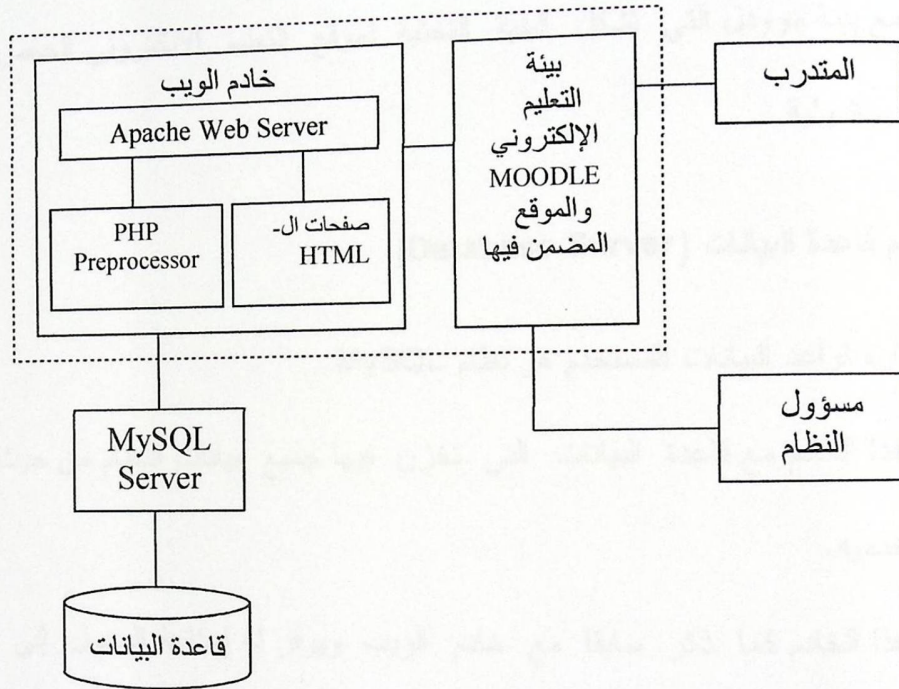 خادم الويب
Apache Web Server
PHP
Preprocessor
صفحات ال-
HTML
بيئة
التعليم
الإلكتروني
MOODLE
والموقع
المضمن فيها
المتدرب
مسؤول
النظام
MySQL
Server
قاعدة البيانات